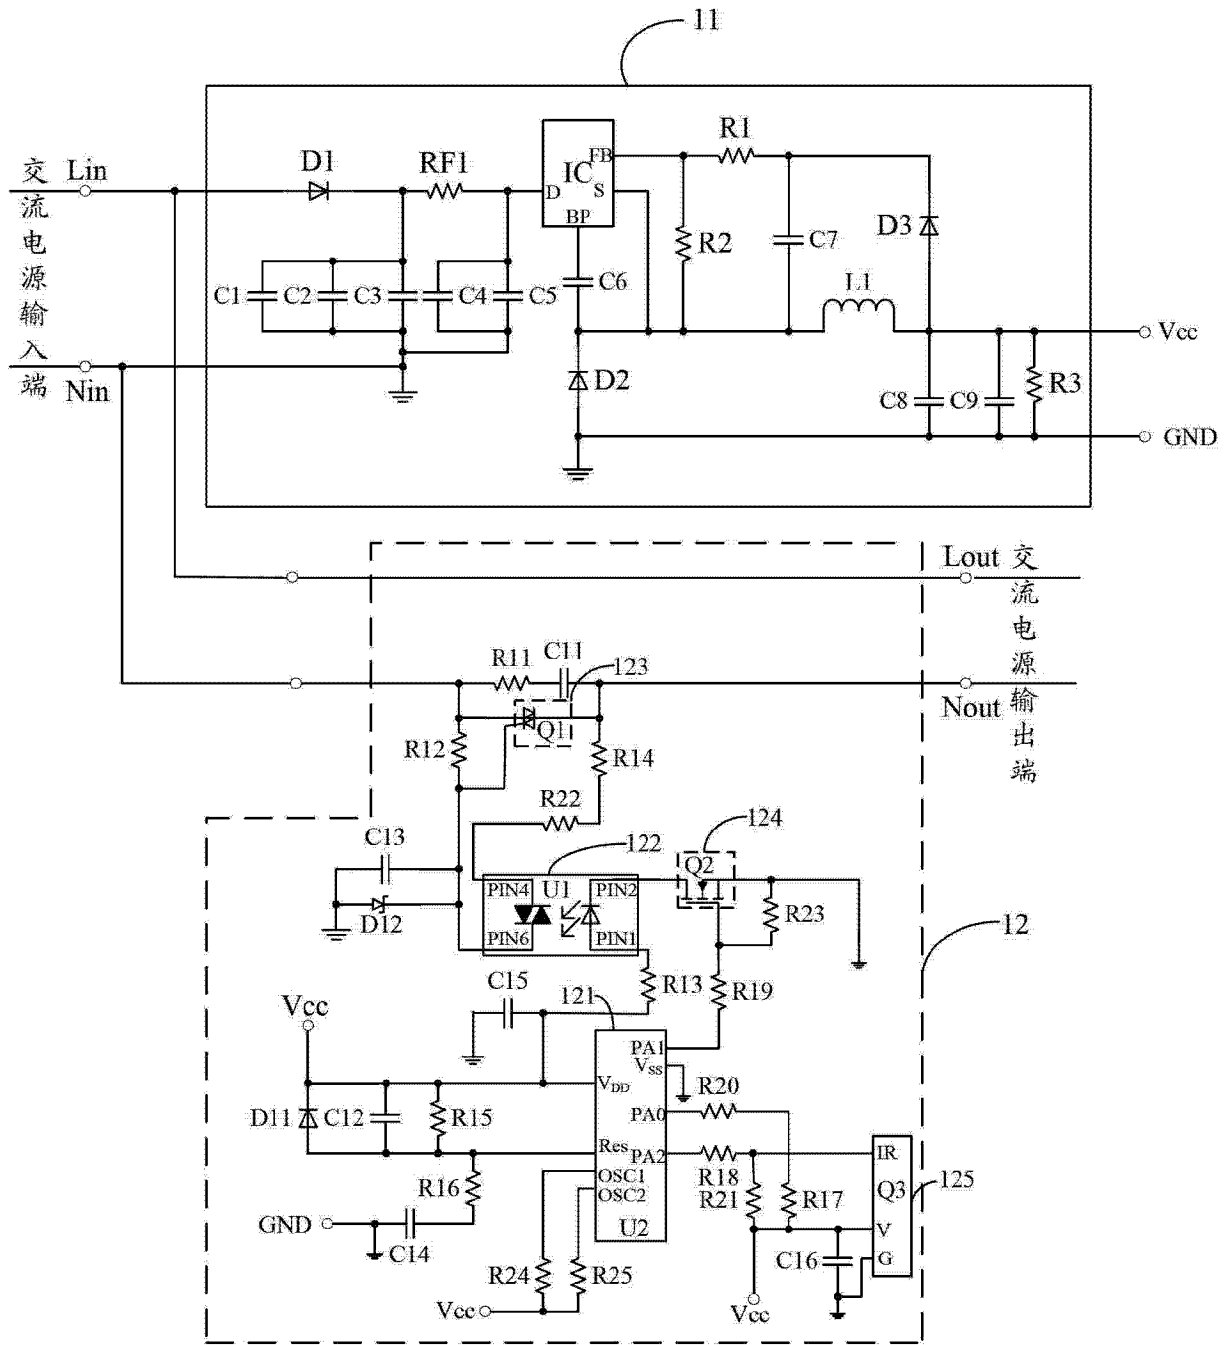 11
交流电源输入端
Lin
D1
RF1
IC
FB
D
S
BP
R1
R2
C7
D3
C1
C2
C3
C4
C5
C6
L1
Vcc
Nin
D2
C8
C9
R3
GND
Lout
交流电源输出端
Nout
R11
C11
123
Q1
R12
R14
R22
C13
122
124
Q2
D12
PIN4
U1
PIN2
PIN6
PIN1
R23
12
C15
121
R13
R19
Vcc
PA1
VSS
VDD
R20
D11
C12
R15
PA0
Res
PA2
R18
IR
125
OSC1
OSC2
R16
R21
R17
Q3
GND
C14
U2
V
C16
G
R24
R25
Vcc
Vcc